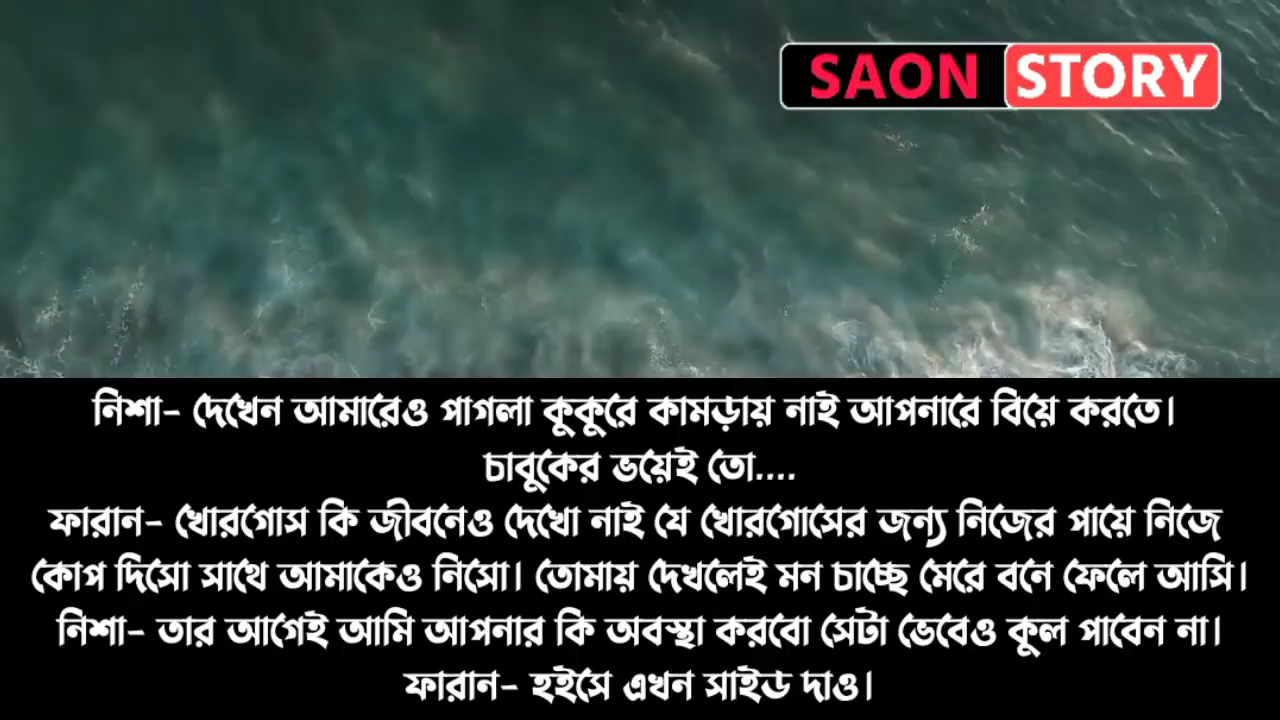 SAON STORY
নিশা- দেখেন আমারেও পাগলা কুকুরে কামড়ায় নাই আপনারে বিয়ে করতে।
চাবুকের ভয়েই তো....
ফারান- খোরগোস কি জীবনেও দেখো নাই যে খোরগোসের জন্য নিজের পায়ে নিজে
কোপ দিসো সাথে আমাকেও নিসো। তোমায় দেখলেই মন চাচ্ছে মেরে বনে ফেলে আসি।
নিশা- তার আগেই আমি আপনার কি অবস্থা করবো সেটা ভেবেও কুল পাবেন না।
ফারান- হইসে এখন সাইড দাও।